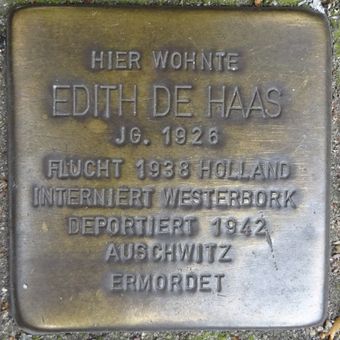 HIER WOHNTE
EDITH DE HAAS
JG. 1926
FLUCHT 1938 HOLLAND
INTERNIERT WESTERBORK
DEPORTIERT 1942
AUSCHWITZ
ERMORDET